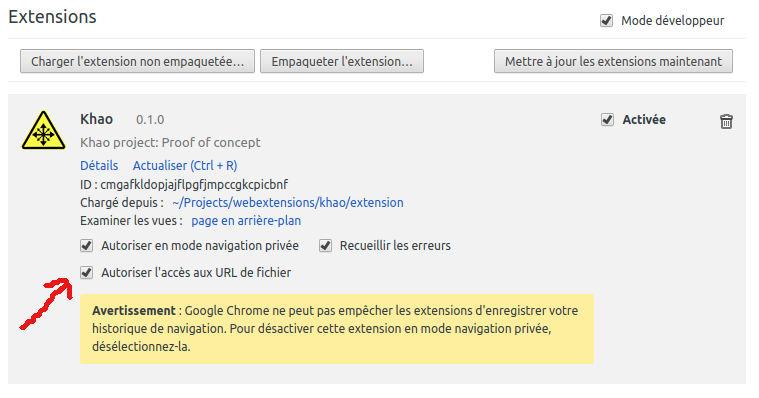 Extensions
Mode développeur
Charger l'extension non empaquetée...
Empaqueter l'extension...
Mettre à jour les extensions maintenant
Khao 0.1.0
Activée
Khao project: Proof of concept
Détails Actualiser (Ctrl + R)
ID : cmgafkldopjajflpgfjmpccgkcpicbnf
Chargé depuis : ~/Projects/webextensions/khao/extension
Examiner les vues : page en arrière-plan
Autoriser en mode navigation privée
Recueillir les erreurs
Autoriser l'accès aux URL de fichier
Avertissement : Google Chrome ne peut pas empêcher les extensions d'enregistrer votre
historique de navigation. Pour désactiver cette extension en mode navigation privée,
désélectionnez-la.